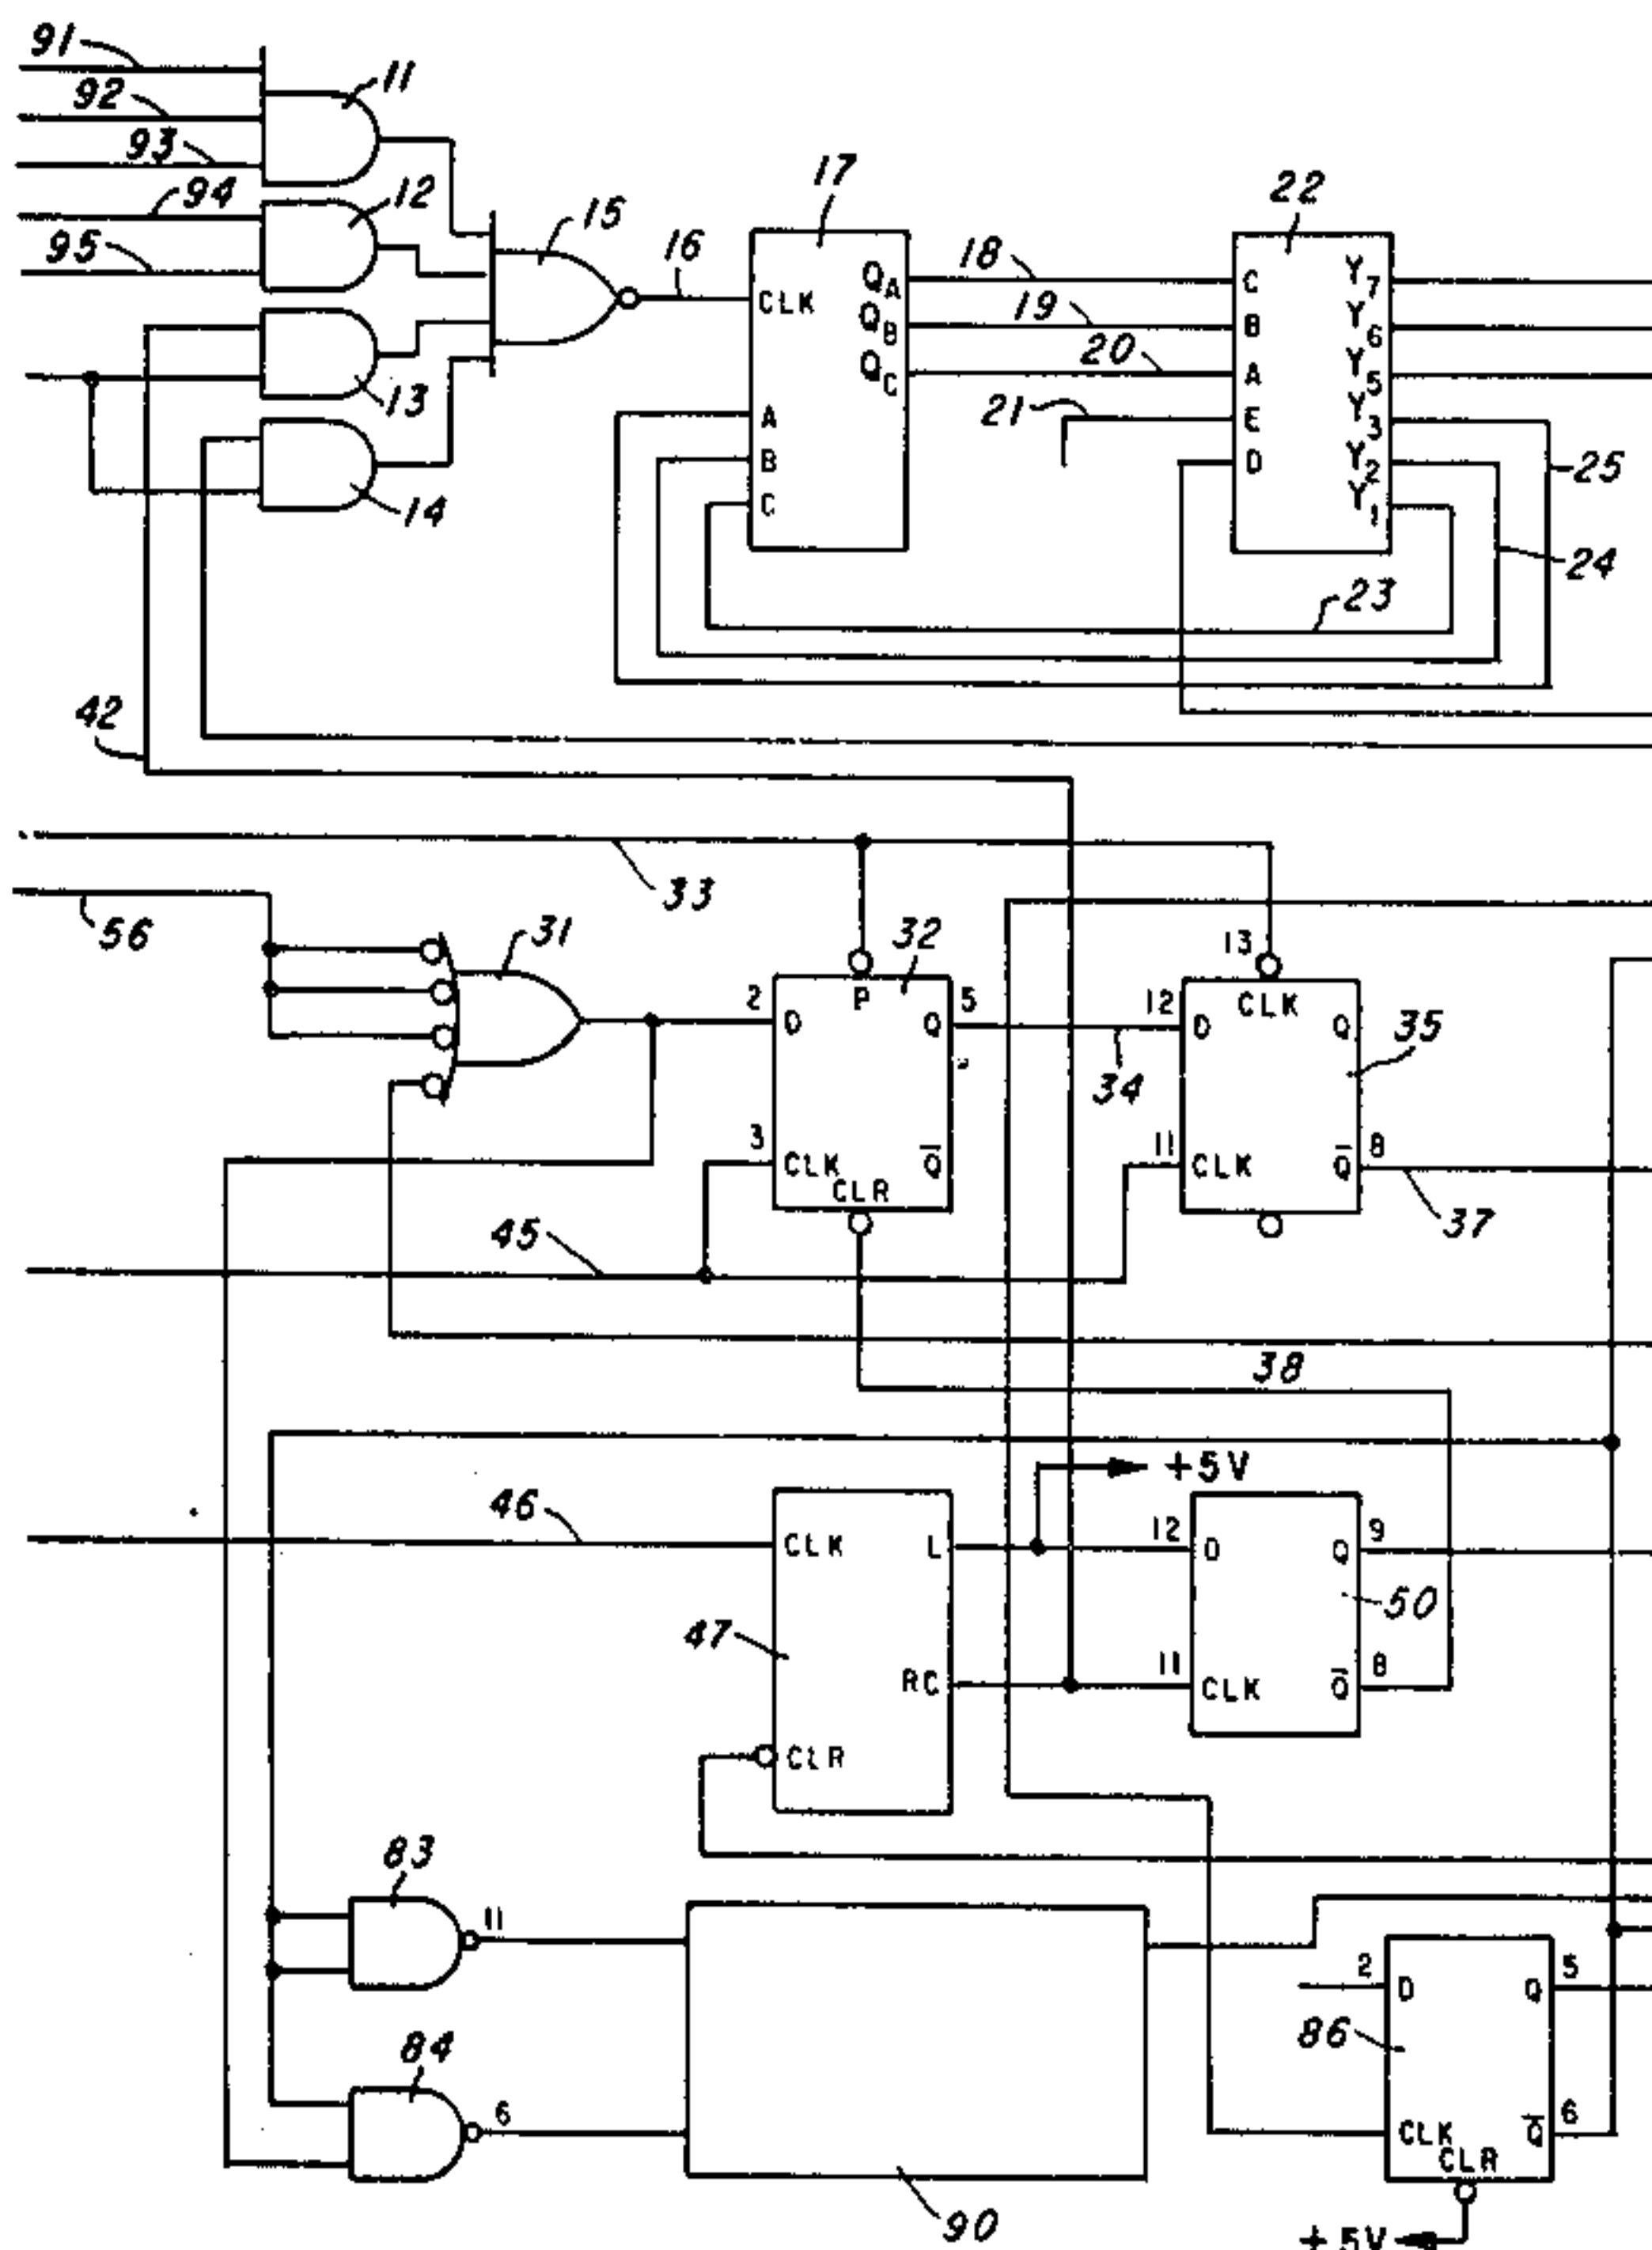 91
11
92
93
94
12
95
15
16
17
22
CLK
QA
QB
QC
A
B
C
18
19
20
21
C
B
A
E
D
Y7
Y6
Y5
Y3
Y2
Y1
13
14
25
24
23
42
33
56
31
32
2
D
P
Q
5
3
CLK
CLR
Q̅
34
13
12
D
CLK
Q
35
11
CLK
Q̅
8
37
45
38
+5V
46
CLK
L
47
RC
CLR
12
D
Q
9
50
11
CLK
Q̅
8
83
11
84
6
90
2
D
Q
5
86
CLK
CLR
Q̅
6
+5V